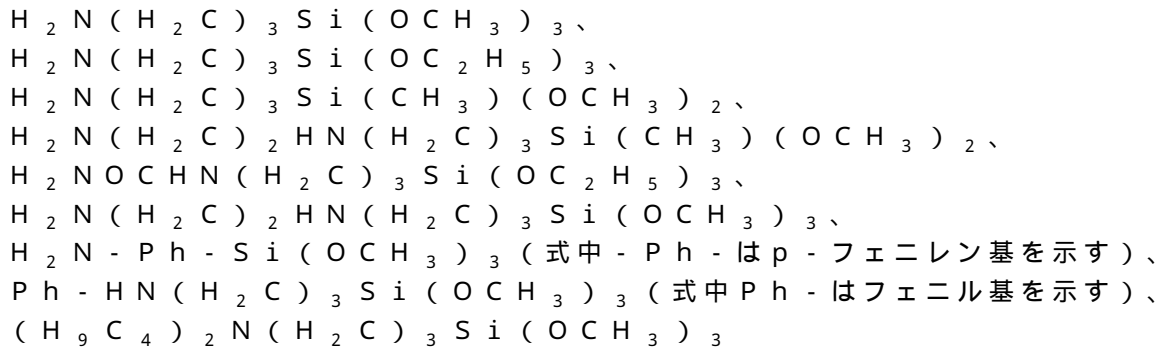 Ｈ₂Ｎ（Ｈ₂Ｃ）₃Ｓｉ（ＯＣＨ₃）₃、
Ｈ₂Ｎ（Ｈ₂Ｃ）₃Ｓｉ（ＯＣ₂Ｈ₅）₃、
Ｈ₂Ｎ（Ｈ₂Ｃ）₃Ｓｉ（ＣＨ₃）（ＯＣＨ₃）₂、
Ｈ₂Ｎ（Ｈ₂Ｃ）₂ＨＮ（Ｈ₂Ｃ）₃Ｓｉ（ＣＨ₃）（ＯＣＨ₃）₂、
Ｈ₂ＮＯＣＨＮ（Ｈ₂Ｃ）₃Ｓｉ（ＯＣ₂Ｈ₅）₃、
Ｈ₂Ｎ（Ｈ₂Ｃ）₂ＨＮ（Ｈ₂Ｃ）₃Ｓｉ（ＯＣＨ₃）₃、
Ｈ₂Ｎ-Ｐｈ-Ｓｉ（ＯＣＨ₃）₃（式中-Ｐｈ-はｐ-フェニレン基を示す）、
Ｐｈ-ＨＮ（Ｈ₂Ｃ）₃Ｓｉ（ＯＣＨ₃）₃（式中Ｐｈ-はフェニル基を示す）、
（Ｈ₉Ｃ₄）₂Ｎ（Ｈ₂Ｃ）₃Ｓｉ（ＯＣＨ₃）₃